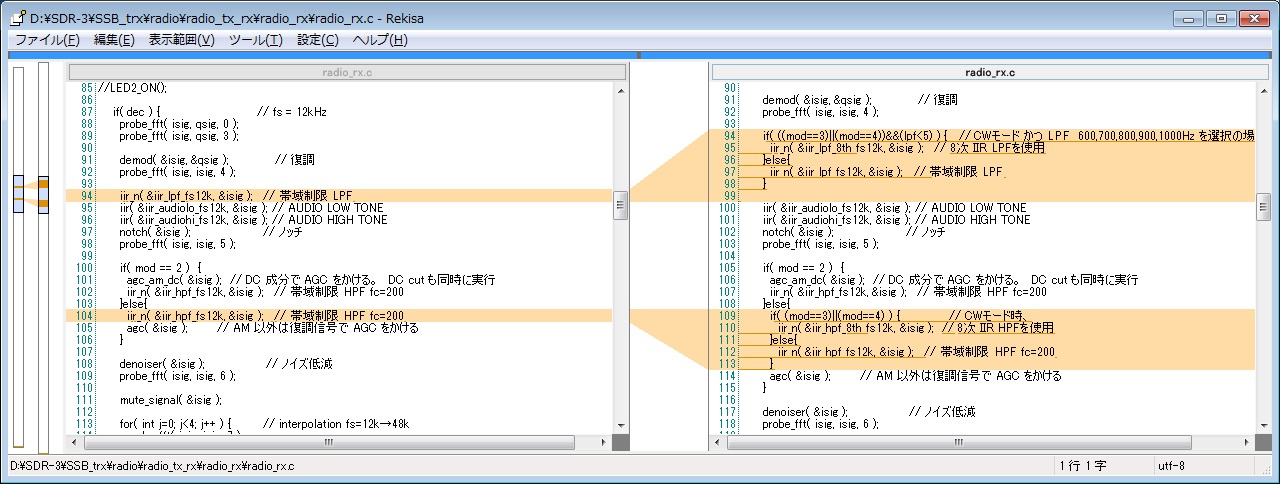 D:¥SDR-3¥SSB_trx¥radio¥radio_tx_rx¥radio_rx¥radio_rx.c - Rekisa
ファイル(F) 編集(E) 表示範囲(V) ツール(T) 設定(C) ヘルプ(H)
radio_rx.c
85 //LED2_ON();
86
87 if( dec ) { // fs = 12kHz
88 probe_fft( isig, qsig, 0 );
89 probe_fft( isig, qsig, 3 );
90
91 demod( &isig, &qsig ); // 復調
92 probe_fft( isig, isig, 4 );
93
94 iir_n( &iir_lpf_fs12k, &isig ); // 帯域制限 LPF
95 iir( &iir_audiolo_fs12k, &isig ); // AUDIO LOW TONE
96 iir( &iir_audiohi_fs12k, &isig ); // AUDIO HIGH TONE
97 notch( &isig ); // ノッチ
98 probe_fft( isig, isig, 5 );
99
100 if( mod == 2 ) {
101 agc_am_dc( &isig ); // DC 成分で AGC をかける。 DC cut も同時に実行
102 iir_n( &iir_hpf_fs12k, &isig ); // 帯域制限 HPF fc=200
103 }else{
104 iir_n( &iir_hpf_fs12k, &isig ); // 帯域制限 HPF fc=200
105 agc( &isig ); // AM 以外は復調信号で AGC をかける
106 }
107
108 denoiser( &isig ); // ノイズ低減
109 probe_fft( isig, isig, 6 );
110
111 mute_signal( &isig );
112
113 for( int j=0; j<4; j++ ) { // interpolation fs=12k→48k
radio_rx.c
90
91 demod( &isig, &qsig ); // 復調
92 probe_fft( isig, isig, 4 );
93
94 if( ((mod==3)||(mod==4))&&(lpf<5) ) { // CWモード かつ LPF 600,700,800,900,1000Hz を選択の場
95 iir_n( &iir_lpf_8th_fs12k, &isig ); // 8次 IIR LPFを使用
96 }else{
97 iir_n( &iir_lpf_fs12k, &isig ); // 帯域制限 LPF
98 }
99
100 iir( &iir_audiolo_fs12k, &isig ); // AUDIO LOW TONE
101 iir( &iir_audiohi_fs12k, &isig ); // AUDIO HIGH TONE
102 notch( &isig ); // ノッチ
103 probe_fft( isig, isig, 5 );
104
105 if( mod == 2 ) {
106 agc_am_dc( &isig ); // DC 成分で AGC をかける。 DC cut も同時に実行
107 iir_n( &iir_hpf_fs12k, &isig ); // 帯域制限 HPF fc=200
108 }else{
109 if( (mod==3)||(mod==4) ) { // CWモード時、
110 iir_n( &iir_hpf_8th_fs12k, &isig ); // 8次 IIR HPFを使用
111 }else{
112 iir_n( &iir_hpf_fs12k, &isig ); // 帯域制限 HPF fc=200
113 }
114 agc( &isig ); // AM 以外は復調信号で AGC をかける
115 }
116
117 denoiser( &isig ); // ノイズ低減
118 probe_fft( isig, isig, 6 );
D:¥SDR-3¥SSB_trx¥radio¥radio_tx_rx¥radio_rx¥radio_rx.c 1 行 1 字 utf-8